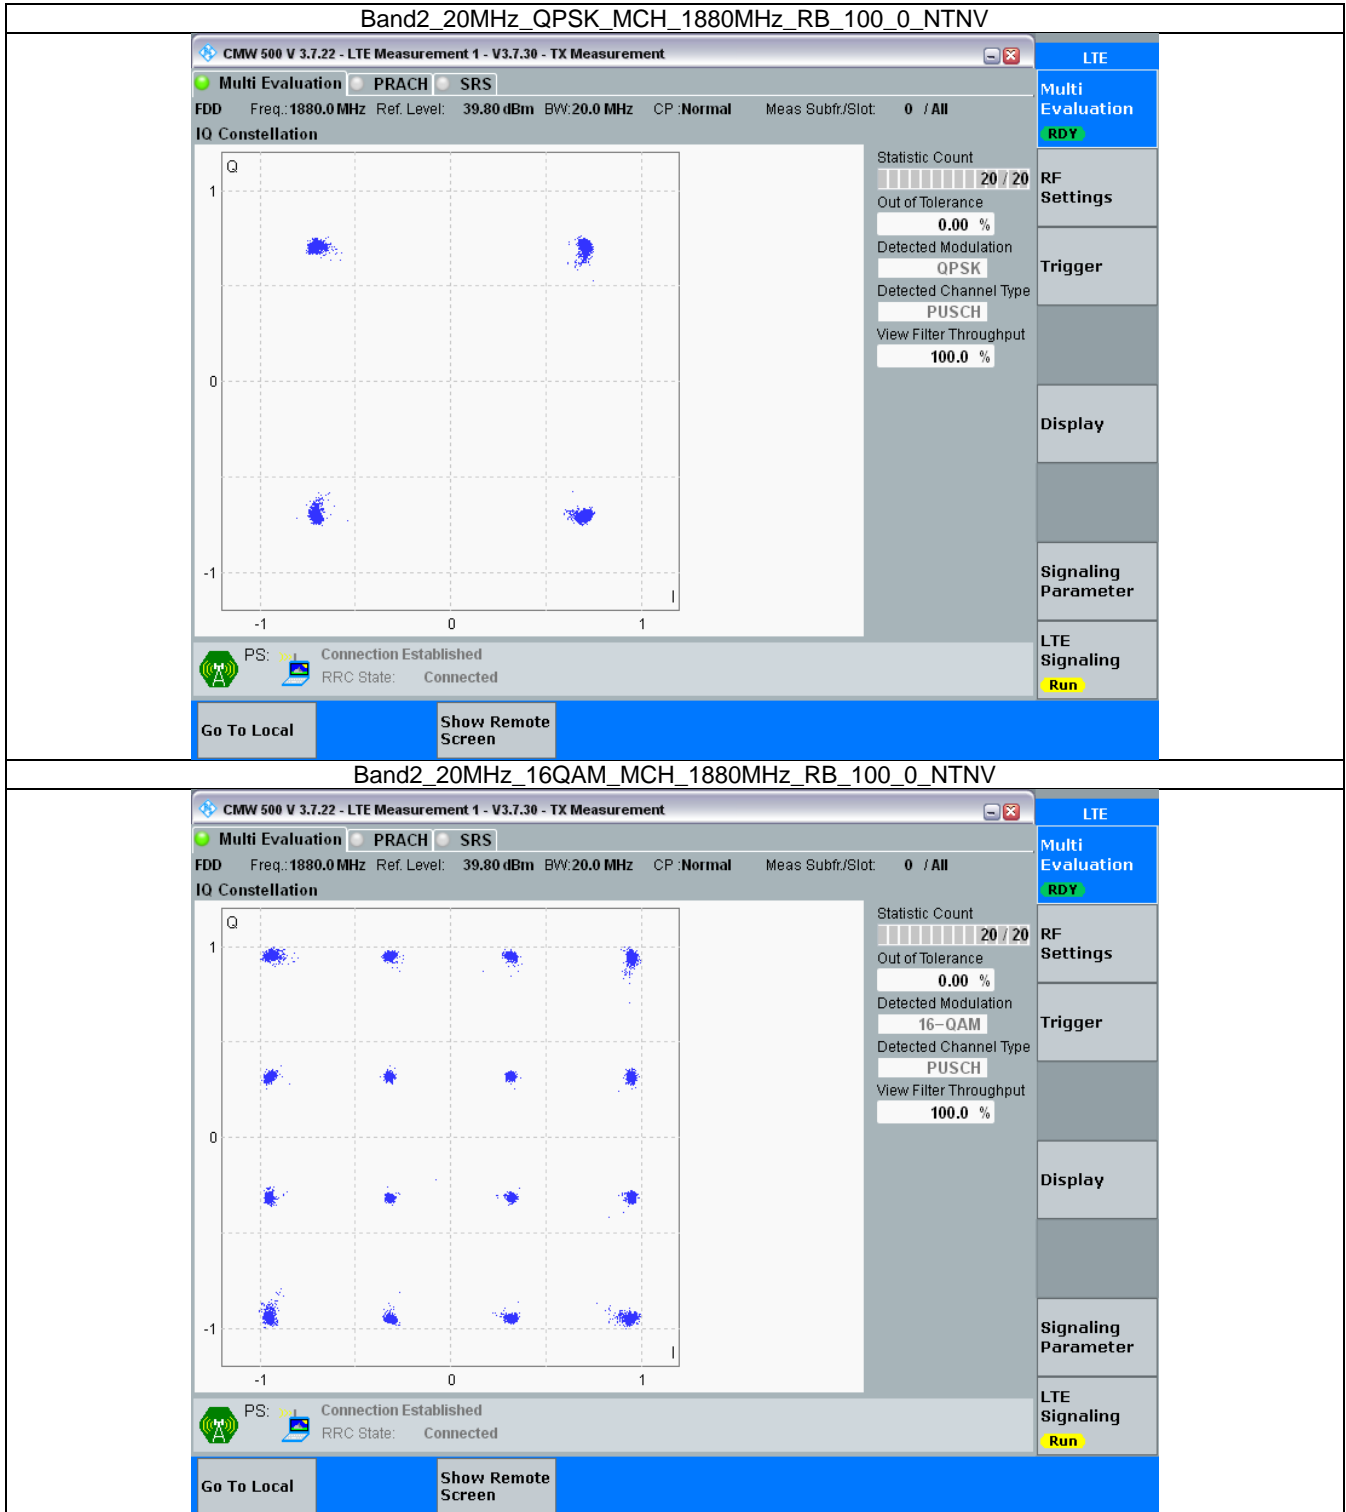 Band2_20MHz_QPSK_MCH_1880MHz_RB_100_0_NTNV
CMW 500 V 3.7.22 - LTE Measurement 1 - V3.7.30 - TX Measurement
LTE
Multi Evaluation PRACH SRS
Multi
Evaluation
RDY
FDD Freq.:1880.0 MHz Ref. Level: 39.80 dBm BW:20.0 MHz CP :Normal Meas Subfr./Slot: 0 / All
IQ Constellation
Q
1
0
-1
I
-1 0 1
Statistic Count
20 / 20
Out of Tolerance
0.00 %
Detected Modulation
QPSK
Detected Channel Type
PUSCH
View Filter Throughput
100.0 %
RF
Settings
Trigger
Display
Signaling
Parameter
LTE
Signaling
Run
PS: Connection Established
RRC State: Connected
Go To Local
Show Remote
Screen
Band2_20MHz_16QAM_MCH_1880MHz_RB_100_0_NTNV
CMW 500 V 3.7.22 - LTE Measurement 1 - V3.7.30 - TX Measurement
LTE
Multi Evaluation PRACH SRS
Multi
Evaluation
RDY
FDD Freq.:1880.0 MHz Ref. Level: 39.80 dBm BW:20.0 MHz CP :Normal Meas Subfr./Slot: 0 / All
IQ Constellation
Q
1
0
-1
I
-1 0 1
Statistic Count
20 / 20
Out of Tolerance
0.00 %
Detected Modulation
16-QAM
Detected Channel Type
PUSCH
View Filter Throughput
100.0 %
RF
Settings
Trigger
Display
Signaling
Parameter
LTE
Signaling
Run
PS: Connection Established
RRC State: Connected
Go To Local
Show Remote
Screen